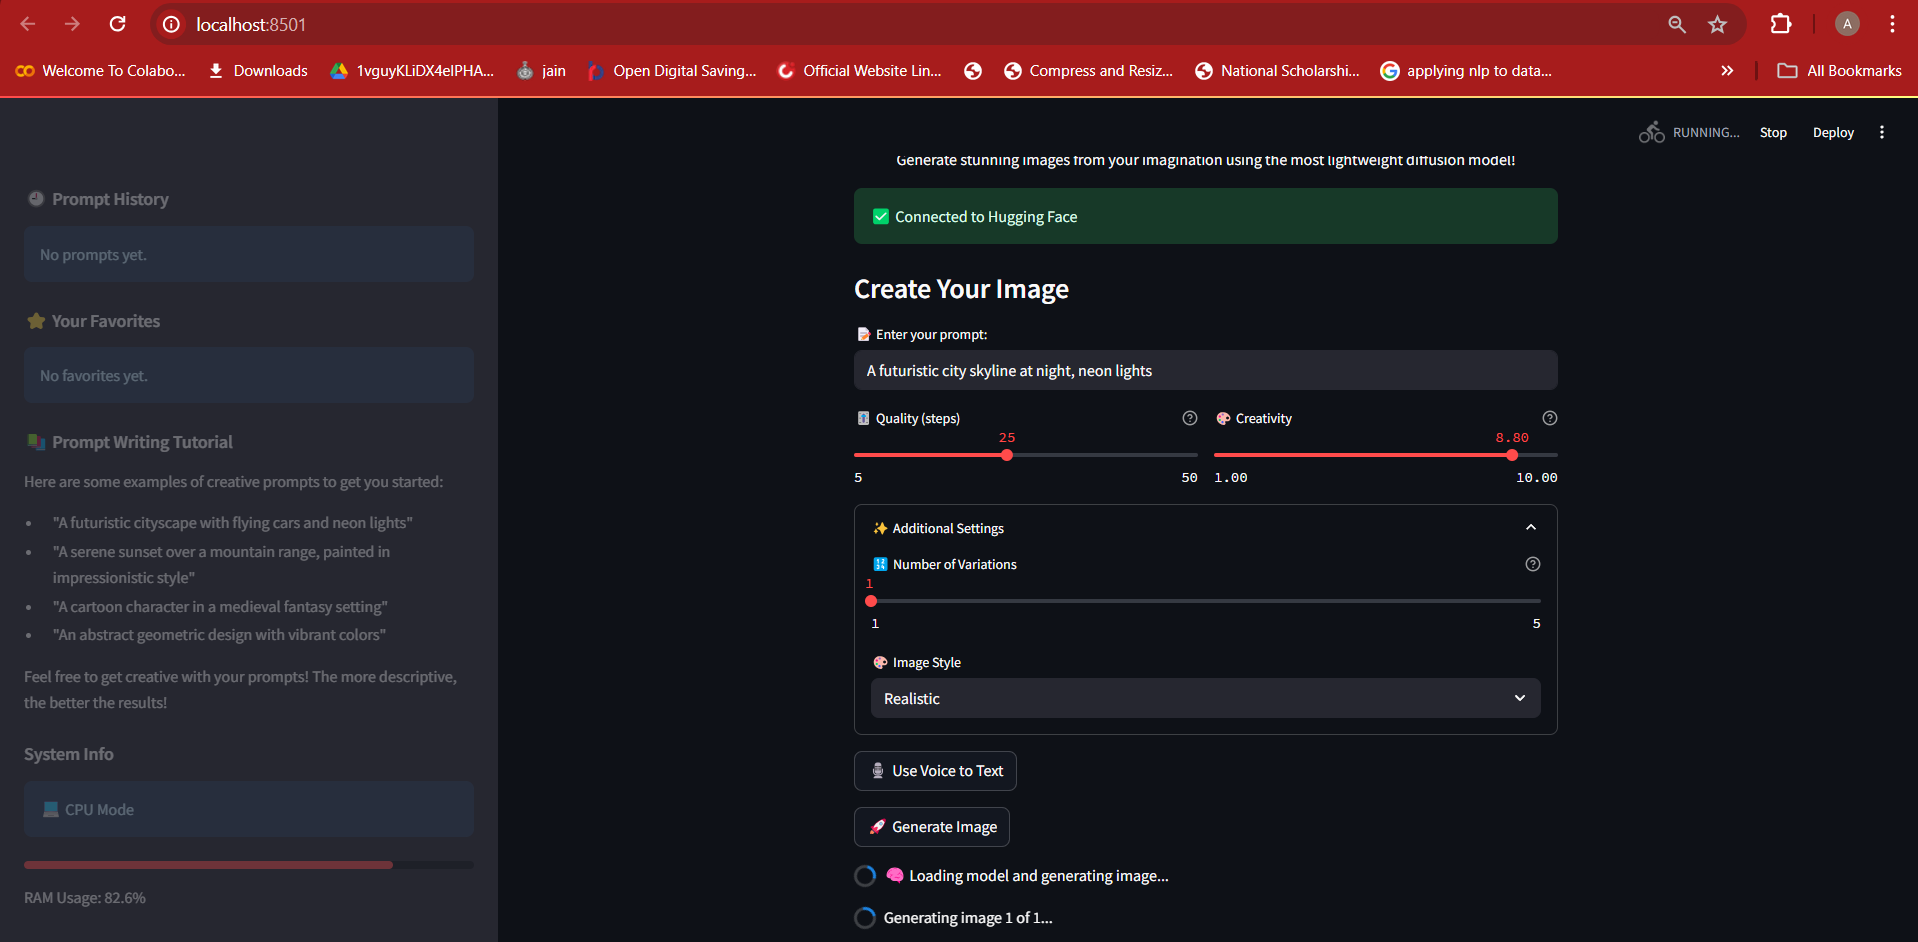 localhost:8501
A
Welcome To Colabo...
Downloads
1vguyKLiDX4elPHA...
jain
Open Digital Saving...
Official Website Lin...
Compress and Resiz...
National Scholarshi...
applying nlp to data...
All Bookmarks
RUNNING...
Stop
Deploy
Prompt History
No prompts yet.
Your Favorites
No favorites yet.
Prompt Writing Tutorial
Here are some examples of creative prompts to get you started:
"A futuristic cityscape with flying cars and neon lights"
"A serene sunset over a mountain range, painted in
impressionistic style"
"A cartoon character in a medieval fantasy setting"
"An abstract geometric design with vibrant colors"
Feel free to get creative with your prompts! The more descriptive,
the better the results!
System Info
CPU Mode
RAM Usage: 82.6%
Generate stunning images from your imagination using the most lightweight diffusion model!
Connected to Hugging Face
Create Your Image
Enter your prompt:
A futuristic city skyline at night, neon lights
Quality (steps)
25
5
50
Creativity
8.80
1.00
10.00
Additional Settings
Number of Variations
1
1
5
Image Style
Realistic
Use Voice to Text
Generate Image
Loading model and generating image...
Generating image 1 of 1...